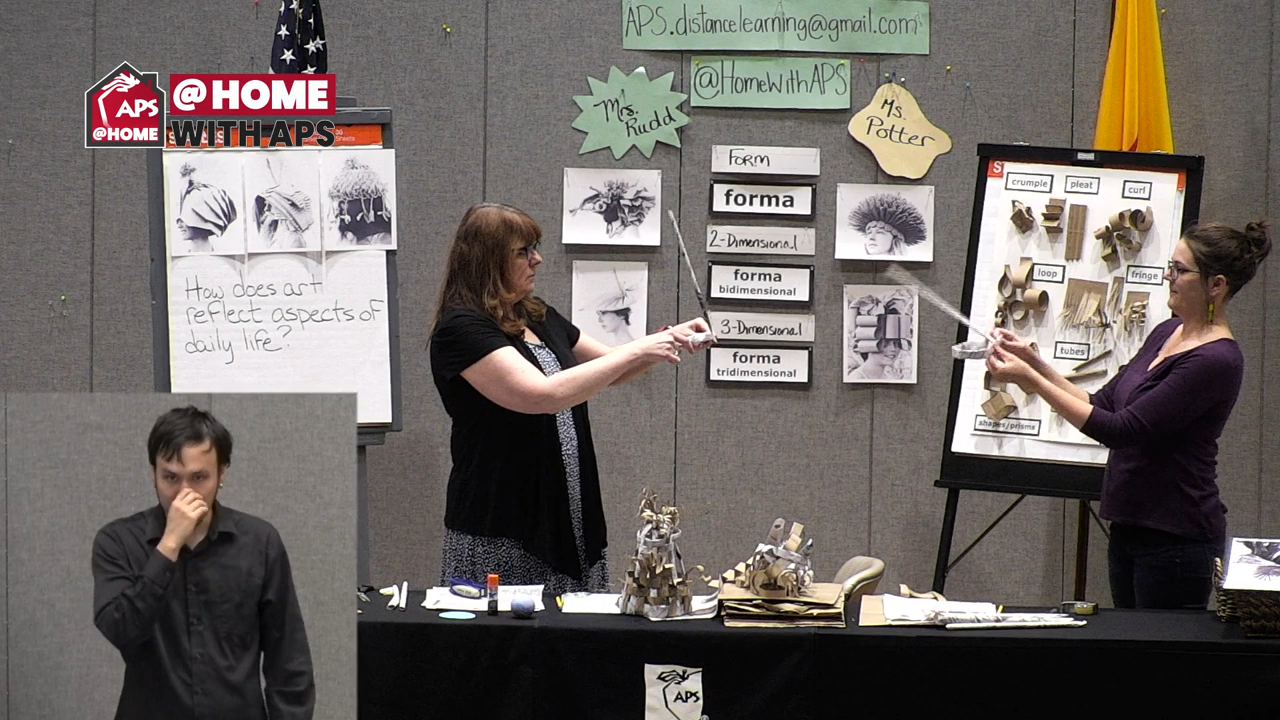 APS.distancelearning@gmail.com
@HomeWithAPS
Mrs. Rudd
Ms. Potter
APS
@HOME
@HOME
WITH APS
How does art
reflect aspects of
daily life?
FORM
forma
2-Dimensional
forma
bidimensional
3-Dimensional
forma
tridimensional
crumple
pleat
curl
loop
fringe
tubes
shapes/prisms
APS